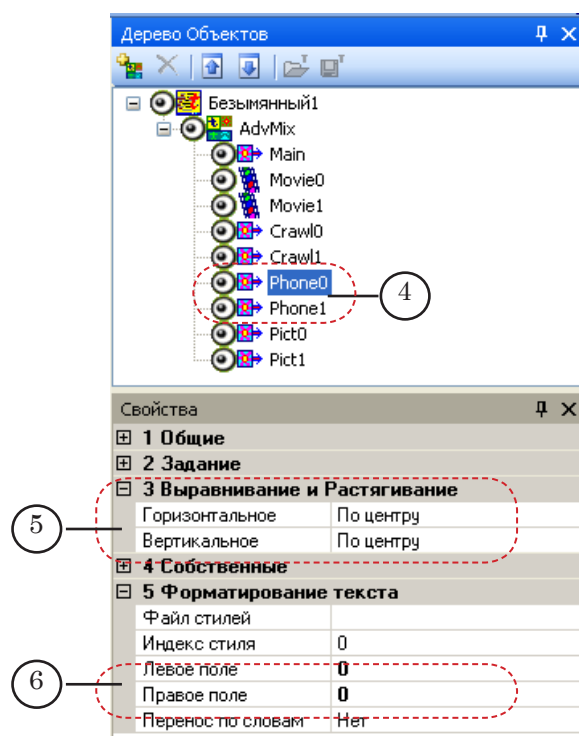 Дерево Объектов
Безымянный1
AdvMix
Main
Movie0
Movie1
Crawl0
Crawl1
Phone0
4
Phone1
Pict0
Pict1
Свойства
1 Общие
2 Задание
3 Выравнивание и Растягивание
5
Горизонтальное По центру
Вертикальное По центру
4 Собственные
5 Форматирование текста
Файл стилей
Индекс стиля 0
Левое поле 0
6
Правое поле 0
Перенос по словам Нет